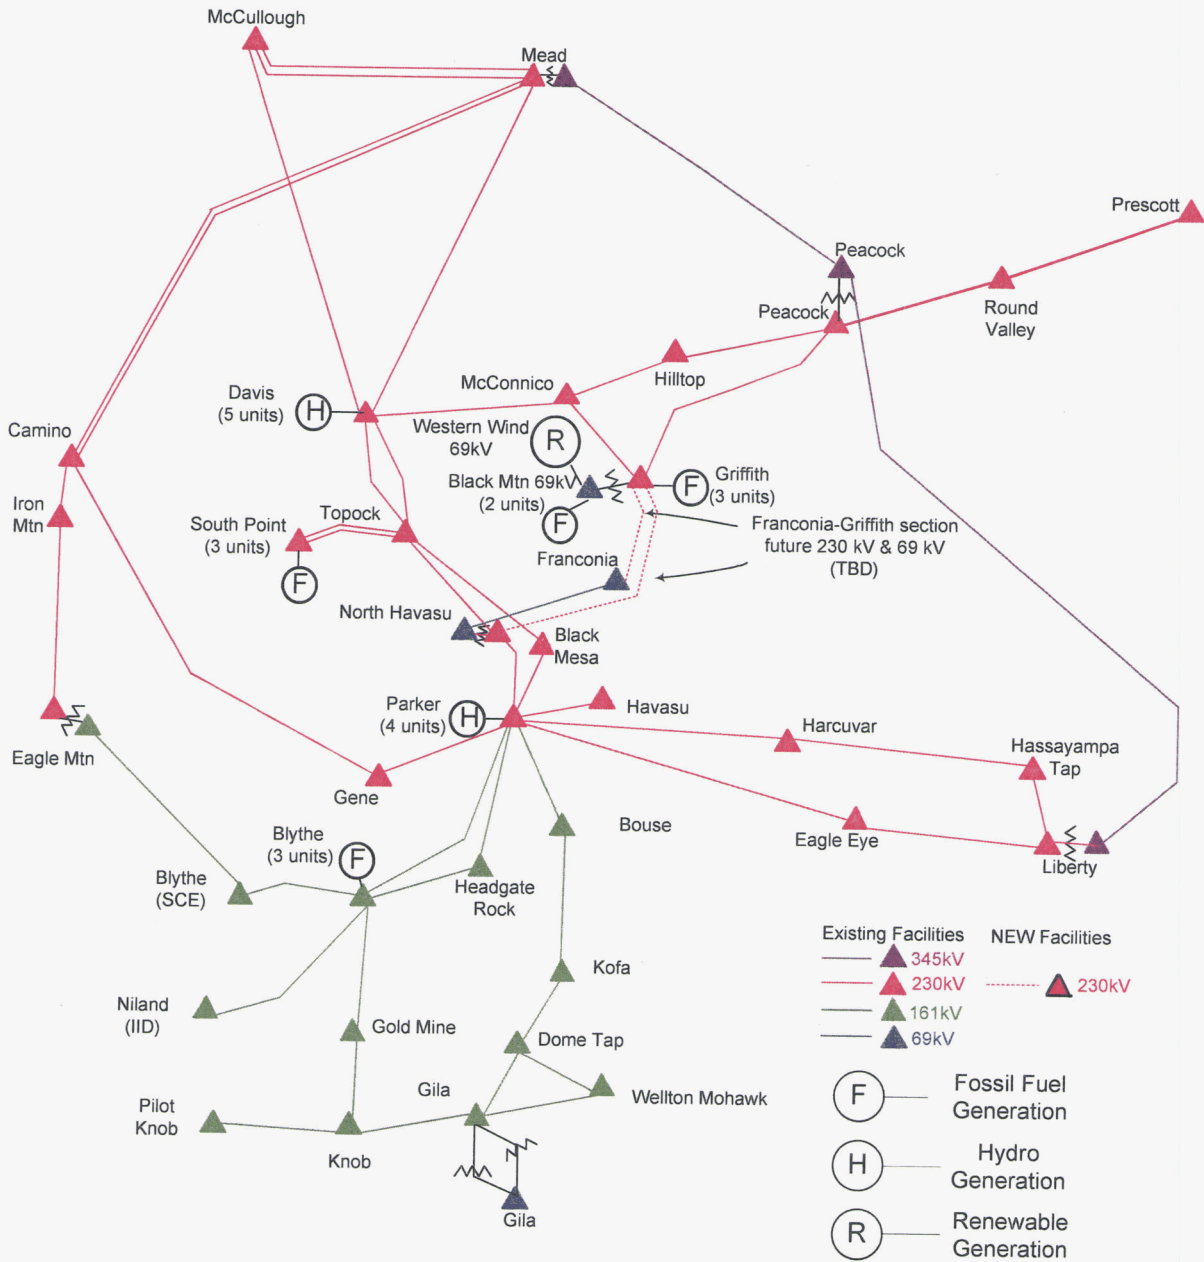 McCullough
Mead
Prescott
Peacock
Peacock
Round
Valley
Hilltop
McConnico
Davis
(5 units)
H
Western Wind
69kV
R
Camino
Black Mtn 69kV
(2 units)
F
F
Griffith
(3 units)
Iron
Mtn
South Point
(3 units)
F
Topock
Franconia-Griffith section
future 230 kV & 69 kV
(TBD)
Franconia
North Havasu
Black
Mesa
Parker
(4 units)
H
Havasu
Harcuvar
Hassayampa
Tap
Eagle Mtn
Gene
Eagle Eye
Liberty
Bouse
Blythe
(3 units)
F
Blythe
(SCE)
Headgate
Rock
Kofa
Niland
(IID)
Gold Mine
Dome Tap
Gila
Wellton Mohawk
Pilot
Knob
Knob
Gila
Existing Facilities
NEW Facilities
345kV
230kV
230kV
161kV
69kV
F
Fossil Fuel
Generation
H
Hydro
Generation
R
Renewable
Generation